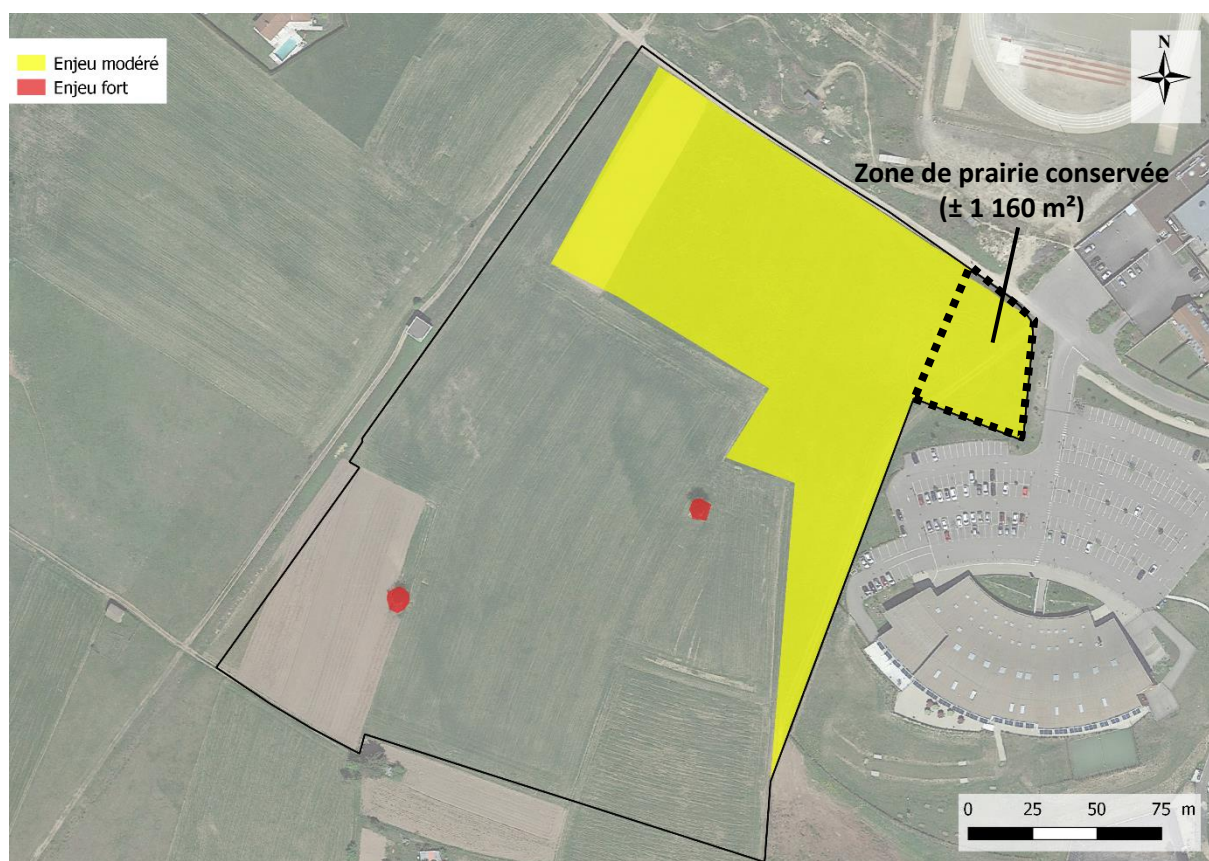 Enjeu modéré
Enjeu fort
N
Zone de prairie conservée
(± 1 160 m²)
0 25 50 75 m